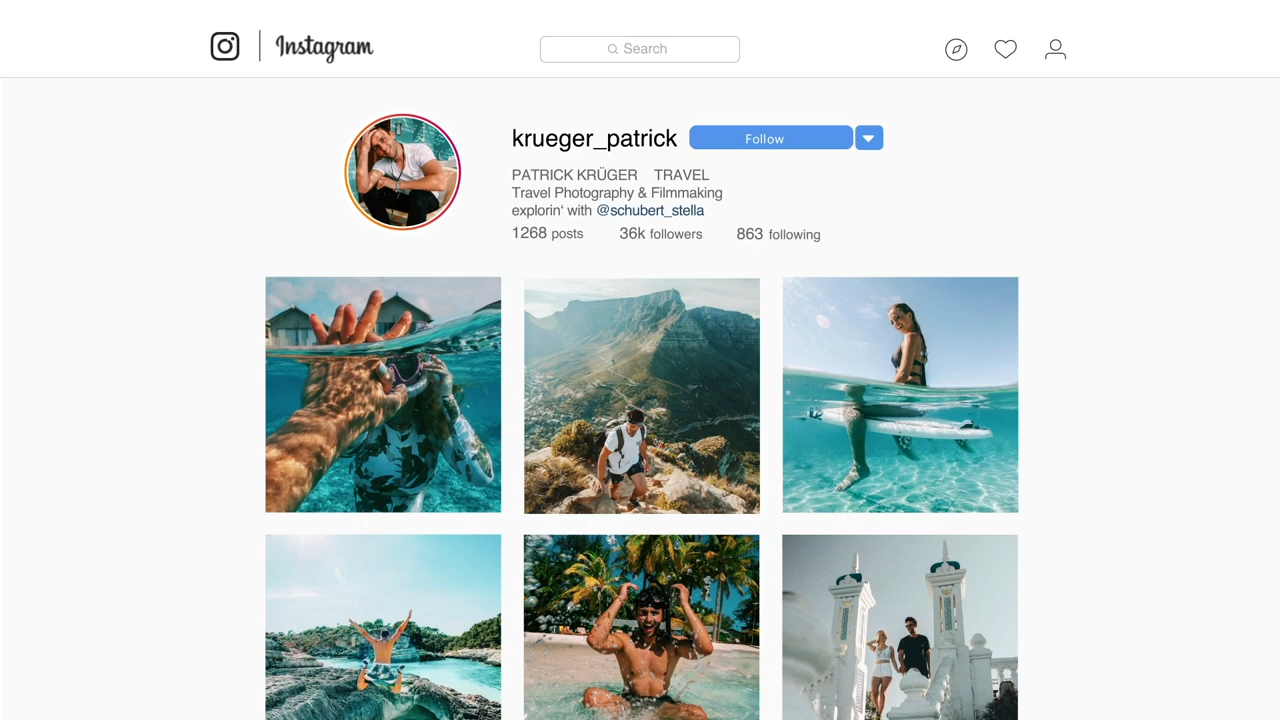 Instagram
Search
krueger_patrick
Follow
PATRICK KRÜGER TRAVEL
Travel Photography & Filmmaking
explorin‘ with @schubert_stella
1268 posts 36k followers 863 following